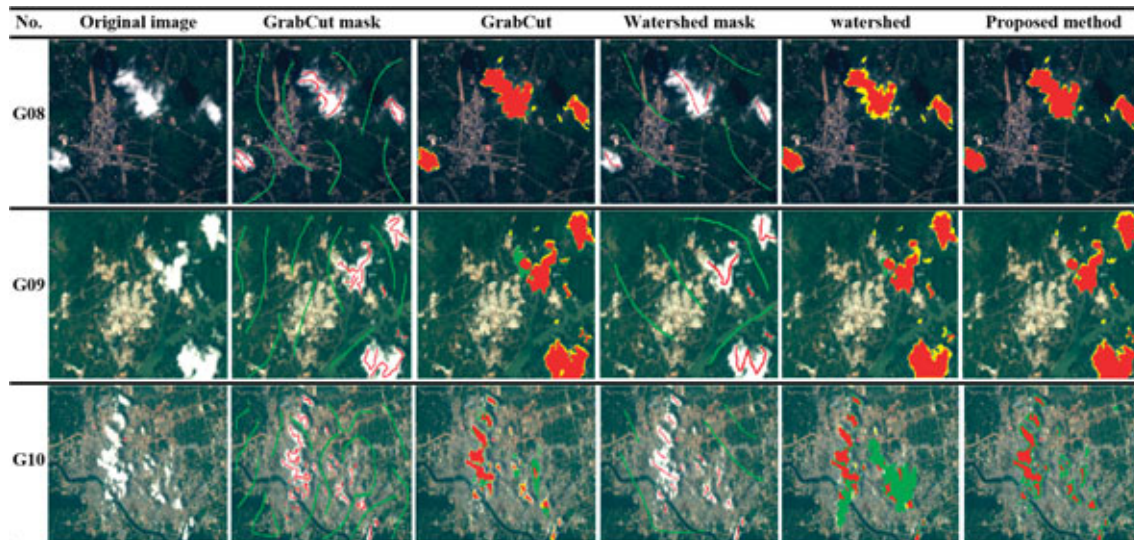 No. Original image GrabCut mask GrabCut Watershed mask watershed Proposed method
G08
G09
G10